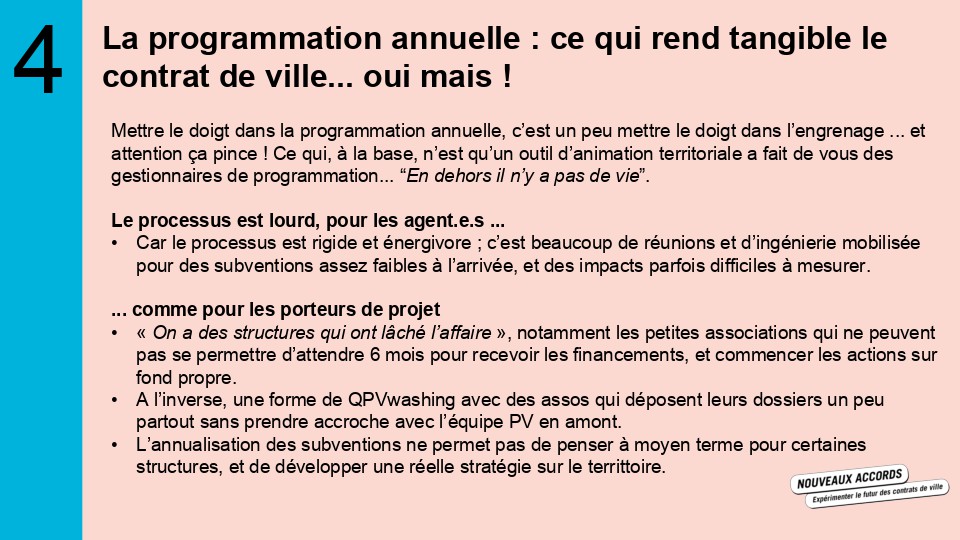 4
La programmation annuelle : ce qui rend tangible le
contrat de ville... oui mais !
Mettre le doigt dans la programmation annuelle, c’est un peu mettre le doigt dans l’engrenage ... et
attention ça pince ! Ce qui, à la base, n’est qu’un outil d’animation territoriale a fait de vous des
gestionnaires de programmation... “En dehors il n’y a pas de vie”.
Le processus est lourd, pour les agent.e.s ...
• Car le processus est rigide et énergivore ; c’est beaucoup de réunions et d’ingénierie mobilisée
pour des subventions assez faibles à l’arrivée, et des impacts parfois difficiles à mesurer.
... comme pour les porteurs de projet
• « On a des structures qui ont lâché l’affaire », notamment les petites associations qui ne peuvent
pas se permettre d’attendre 6 mois pour recevoir les financements, et commencer les actions sur
fond propre.
• A l’inverse, une forme de QPVwashing avec des assos qui déposent leurs dossiers un peu
partout sans prendre accroche avec l’équipe PV en amont.
• L’annualisation des subventions ne permet pas de penser à moyen terme pour certaines
structures, et de développer une réelle stratégie sur le territtoire.
NOUVEAUX ACCORDS
Expérimenter le futur des contrats de ville